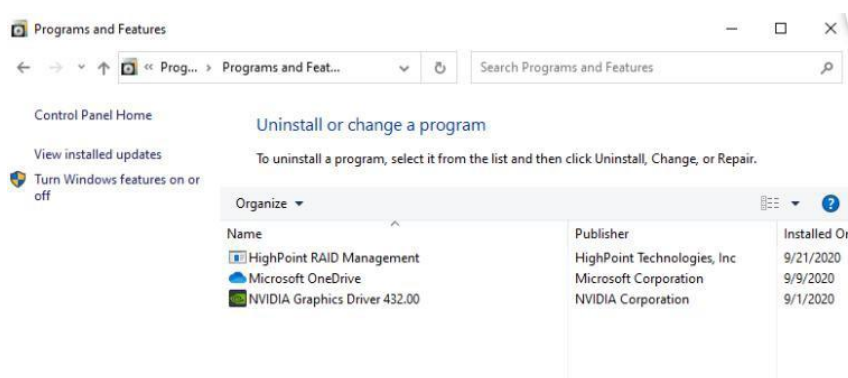 Programs and Features
« Prog... › Programs and Feat...
Search Programs and Features
Control Panel Home
View installed updates
Turn Windows features on or
off
Uninstall or change a program
To uninstall a program, select it from the list and then click Uninstall, Change, or Repair.
Organize
Name Publisher Installed Or
HighPoint RAID Management HighPoint Technologies, Inc 9/21/2020
Microsoft OneDrive Microsoft Corporation 9/9/2020
NVIDIA Graphics Driver 432.00 NVIDIA Corporation 9/1/2020